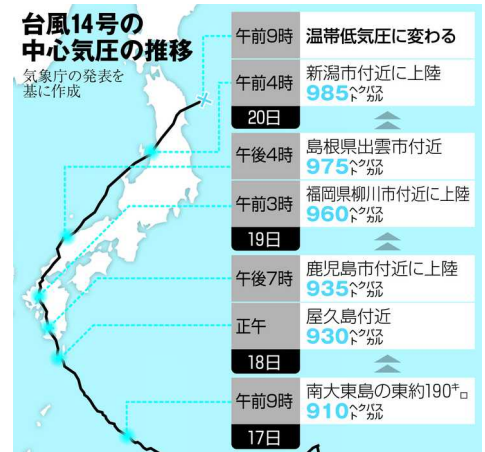 台風14号の
中心気圧の推移
気象庁の発表を
基に作成
午前9時 温帯低気圧に変わる
午前4時 新潟市付近に上陸
985ヘクトパスカル
20日
午後4時 島根県出雲市付近
975ヘクトパスカル
午前3時 福岡県柳川市付近に上陸
960ヘクトパスカル
19日
午後7時 鹿児島市付近に上陸
935ヘクトパスカル
正午 屋久島付近
930ヘクトパスカル
18日
午前9時 南大東島の東約190キロ
910ヘクトパスカル
17日